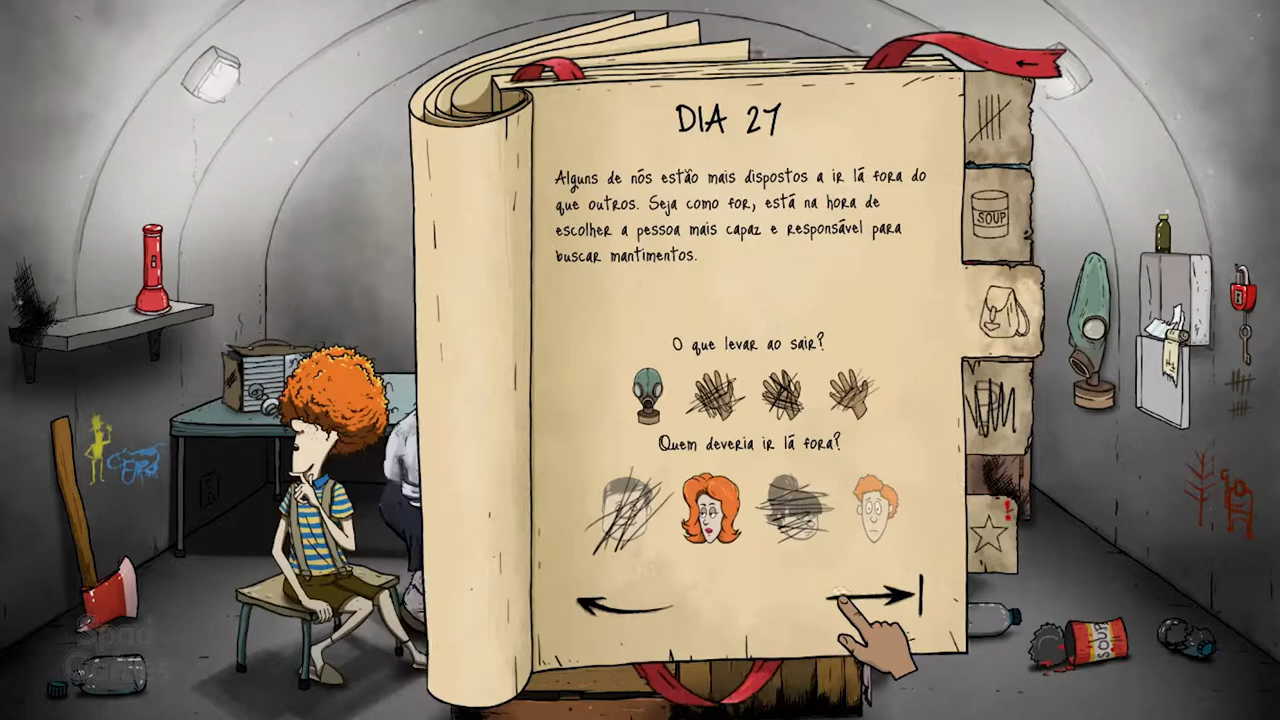 DIA 27
Alguns de nós estão mais dispostos a ir lá fora do
que outros. Seja como for, está na hora de
escolher a pessoa mais capaz e responsável para
buscar mantimentos.
SOUP
O que levar ao sair?
Quem deveria ir lá fora?
SOUP
Spad
Games